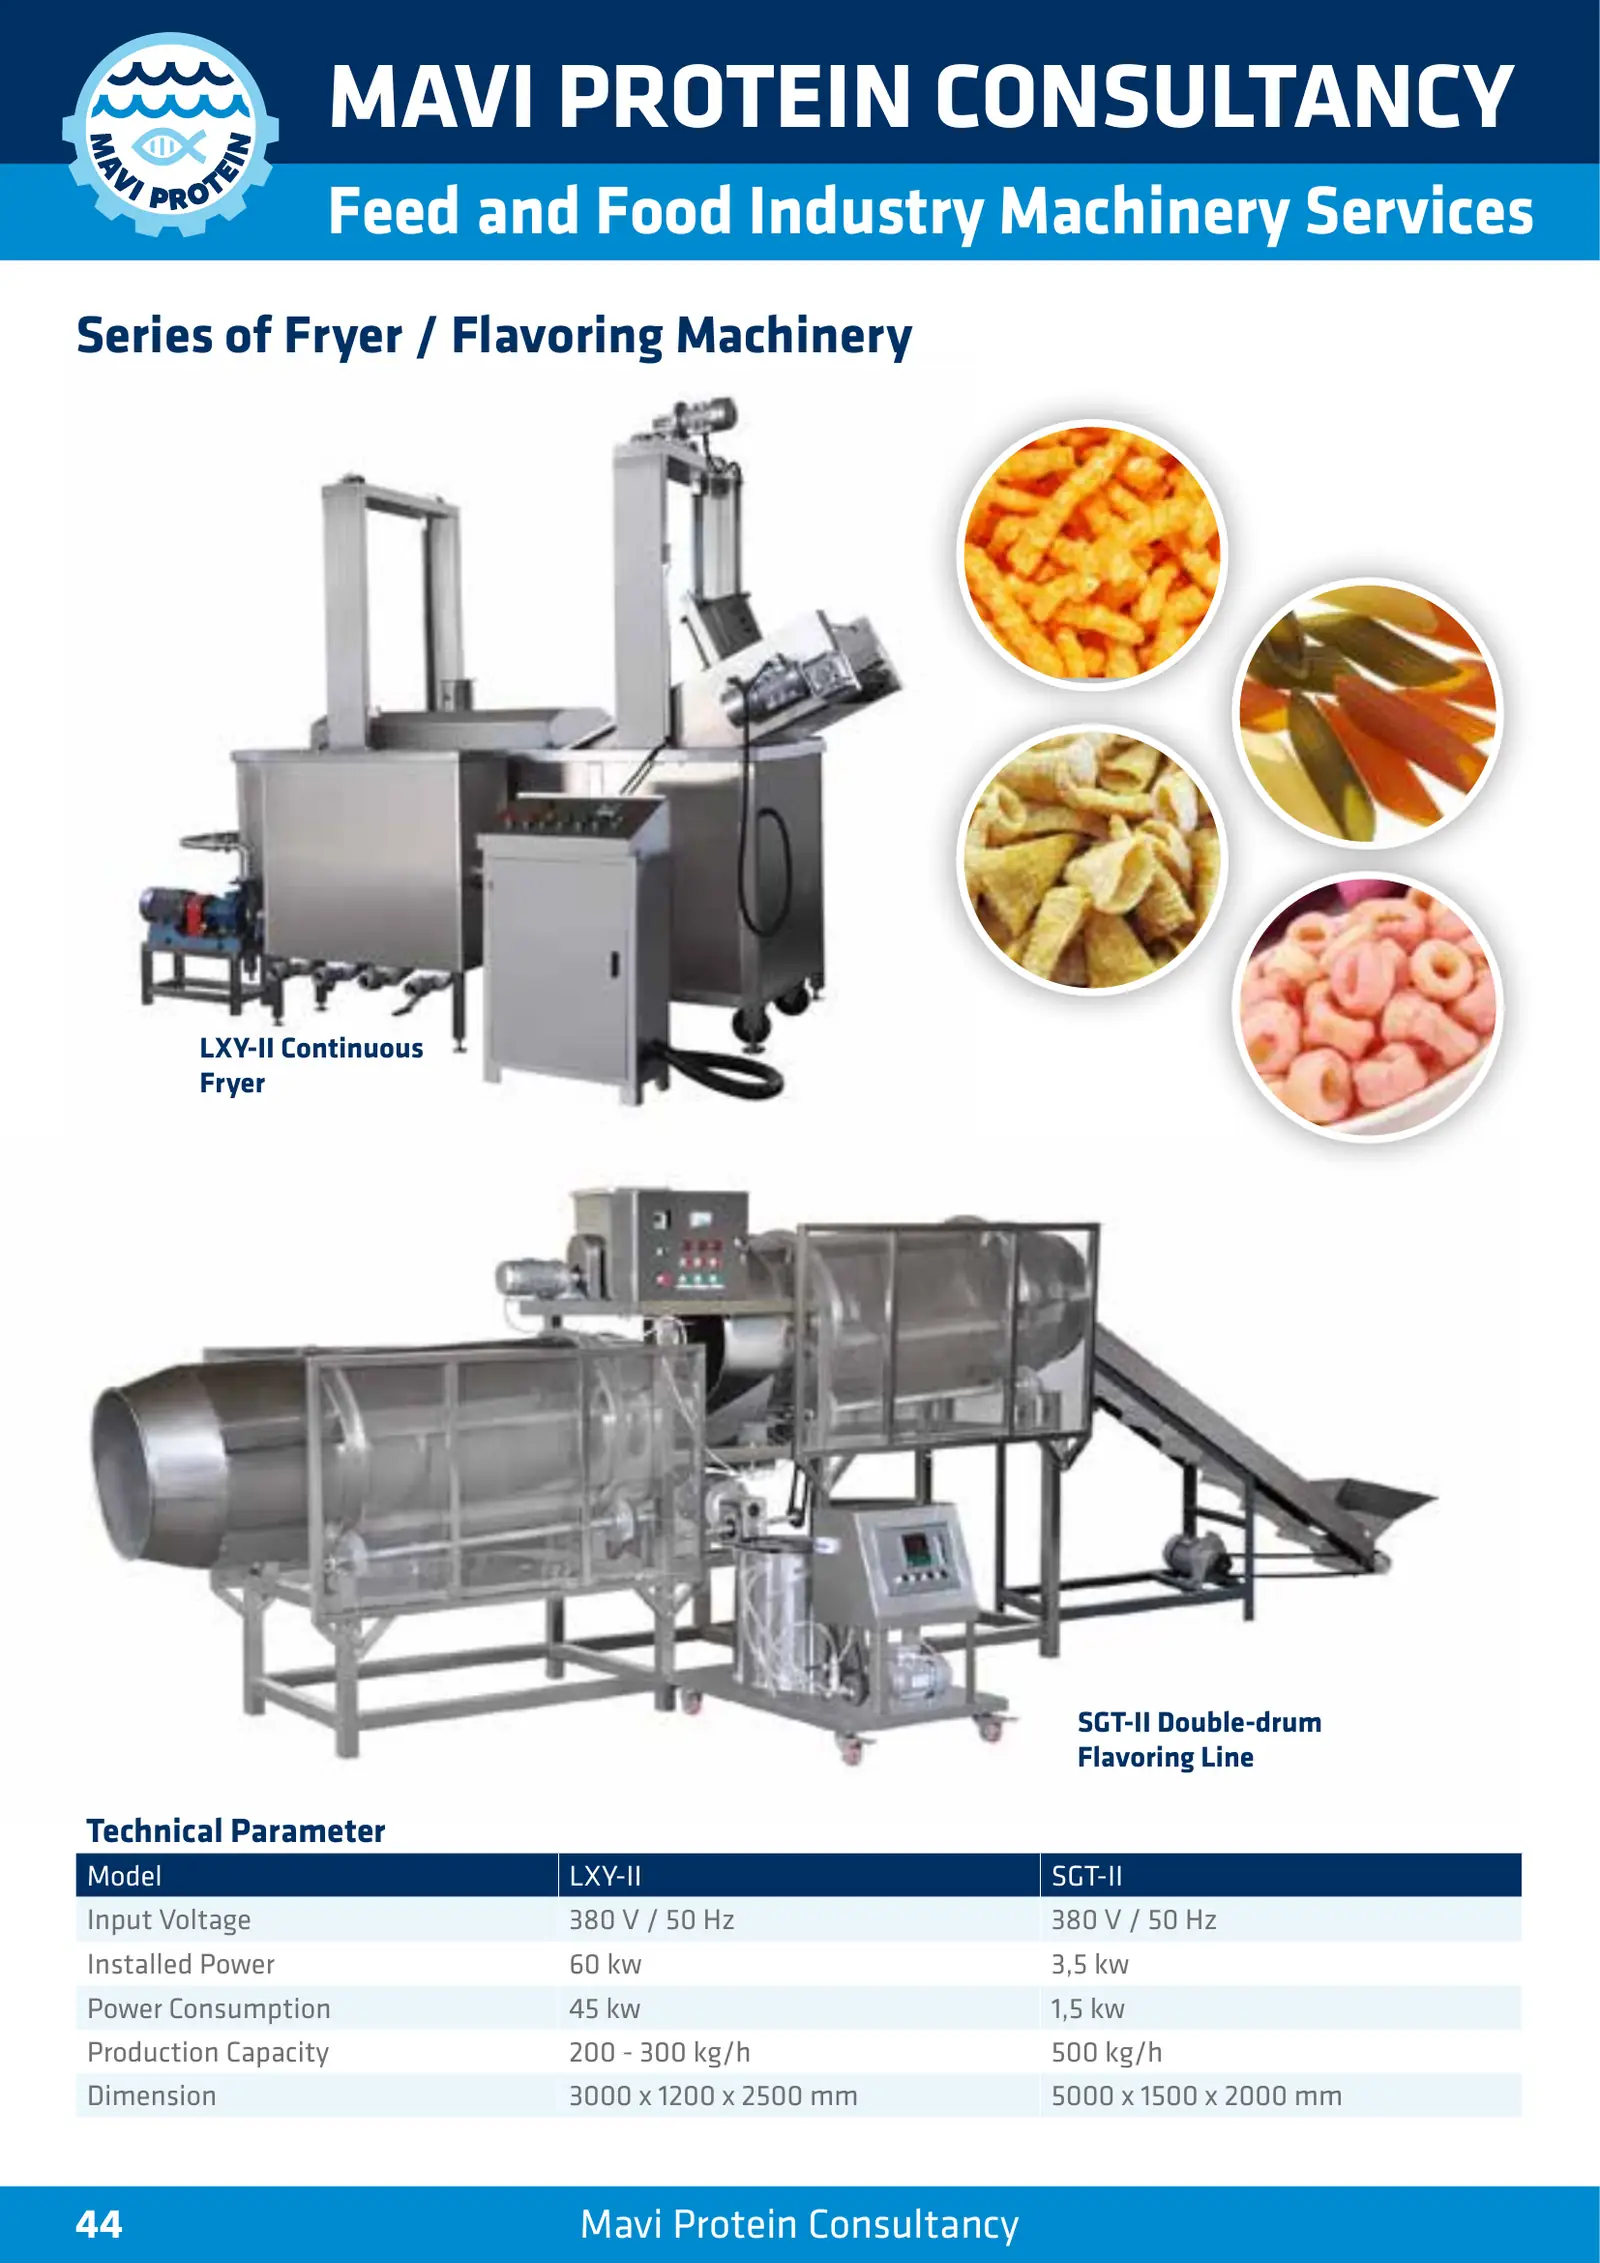 MAVI PROTEIN
MAVI PROTEIN CONSULTANCY
Feed and Food Industry Machinery Services
Series of Fryer / Flavoring Machinery
LXY-II Continuous
Fryer
SGT-II Double-drum
Flavoring Line
Technical Parameter
Model LXY-II SGT-II
Input Voltage 380 V / 50 Hz 380 V / 50 Hz
Installed Power 60 kw 3,5 kw
Power Consumption 45 kw 1,5 kw
Production Capacity 200 - 300 kg/h 500 kg/h
Dimension 3000 x 1200 x 2500 mm 5000 x 1500 x 2000 mm
44 Mavi Protein Consultancy